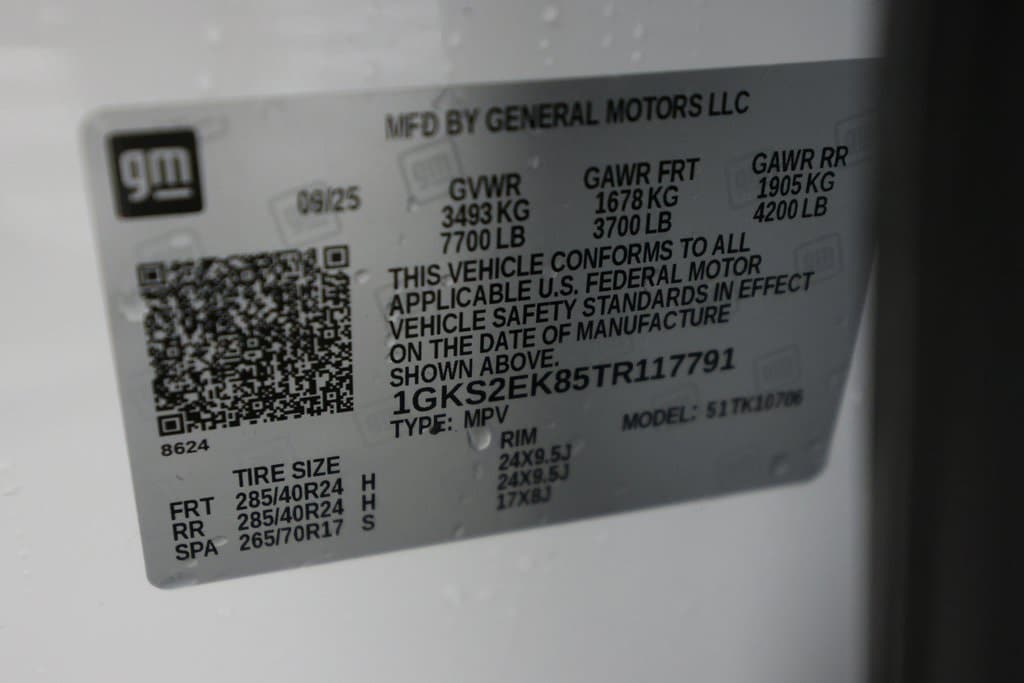 gm
MFD BY GENERAL MOTORS LLC
09/25
GVWR
3493 KG
7700 LB
GAWR FRT
1678 KG
3700 LB
GAWR RR
1905 KG
4200 LB
THIS VEHICLE CONFORMS TO ALL
APPLICABLE U.S. FEDERAL MOTOR
VEHICLE SAFETY STANDARDS IN EFFECT
ON THE DATE OF MANUFACTURE
SHOWN ABOVE.
1GKS2EK85TR117791
TYPE: MPV
MODEL: 51TK10706
8624
TIRE SIZE
RIM
FRT 285/40R24 H 24X9.5J
RR 285/40R24 H 24X9.5J
SPA 265/70R17 S 17X8J